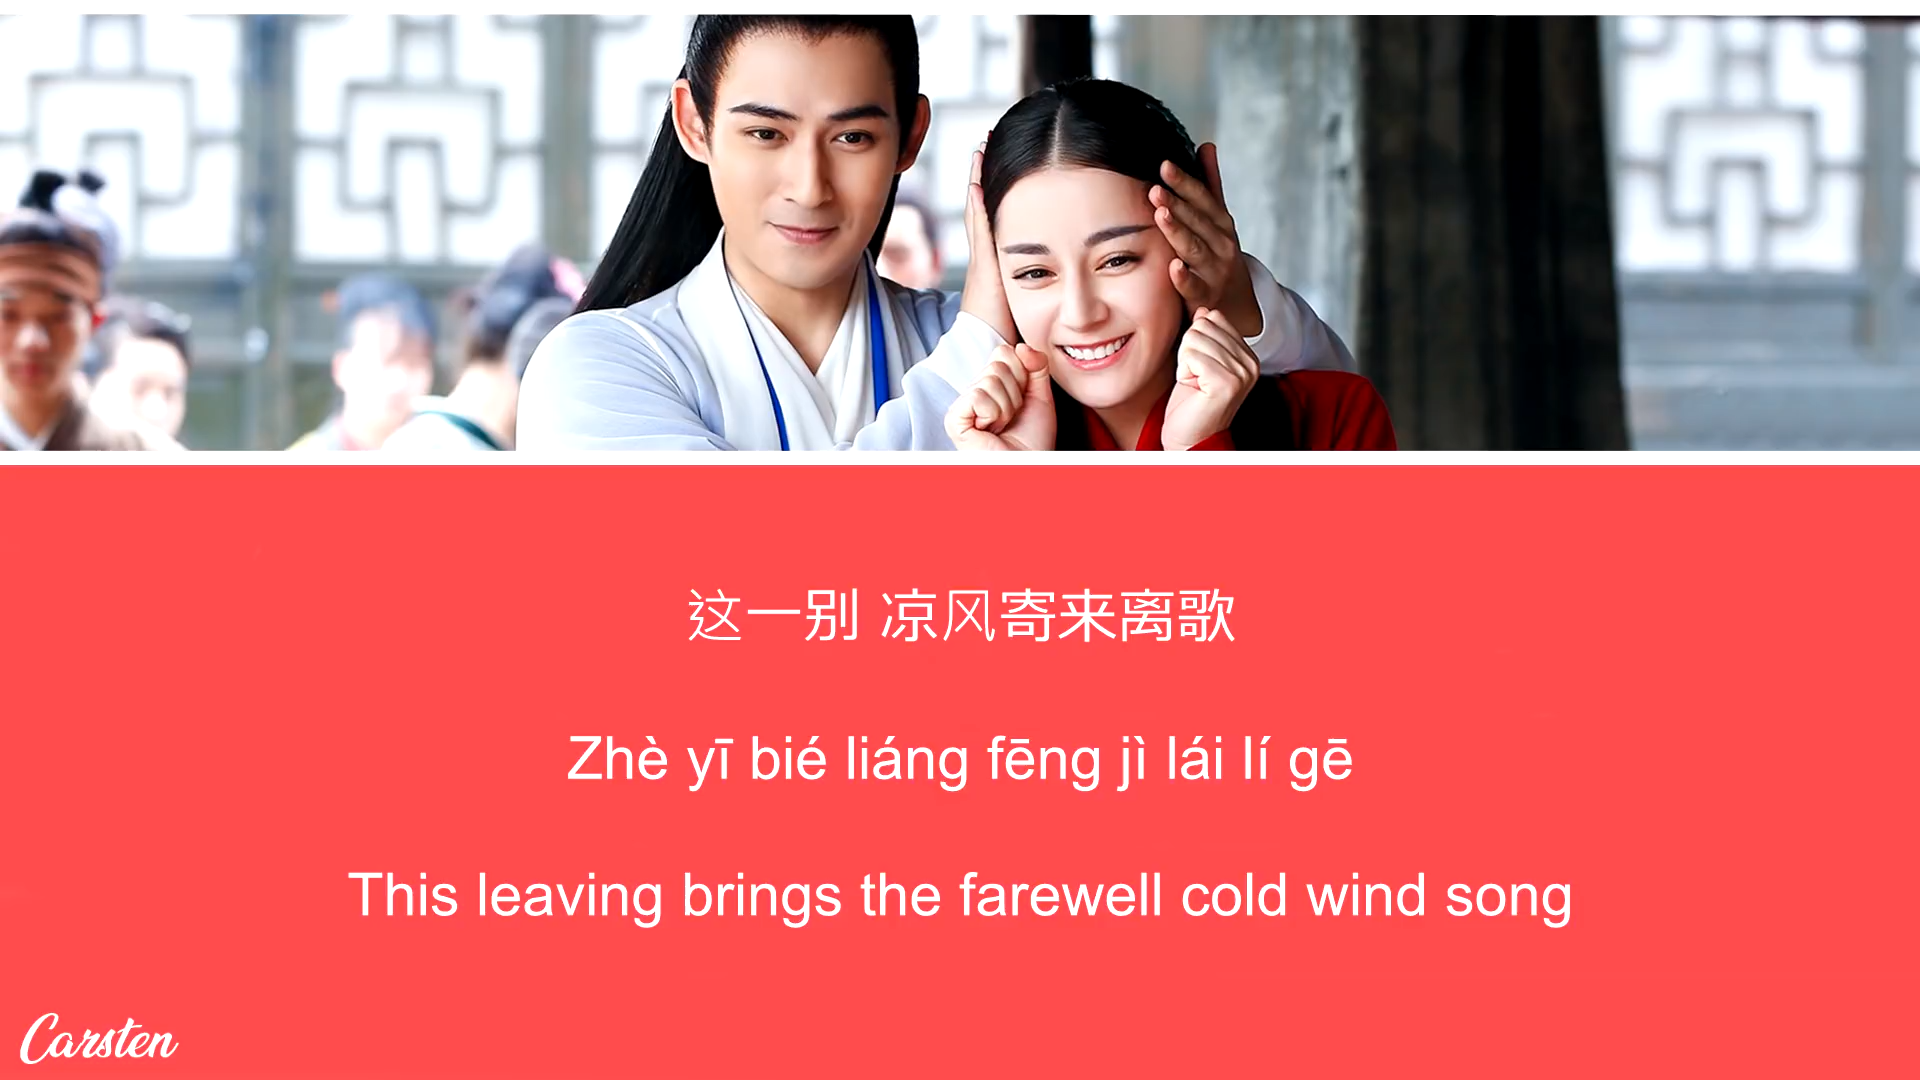 这一别 凉风寄来离歌
Zhè yī bié liáng fēng jì lái lí gē
This leaving brings the farewell cold wind song
Carsten